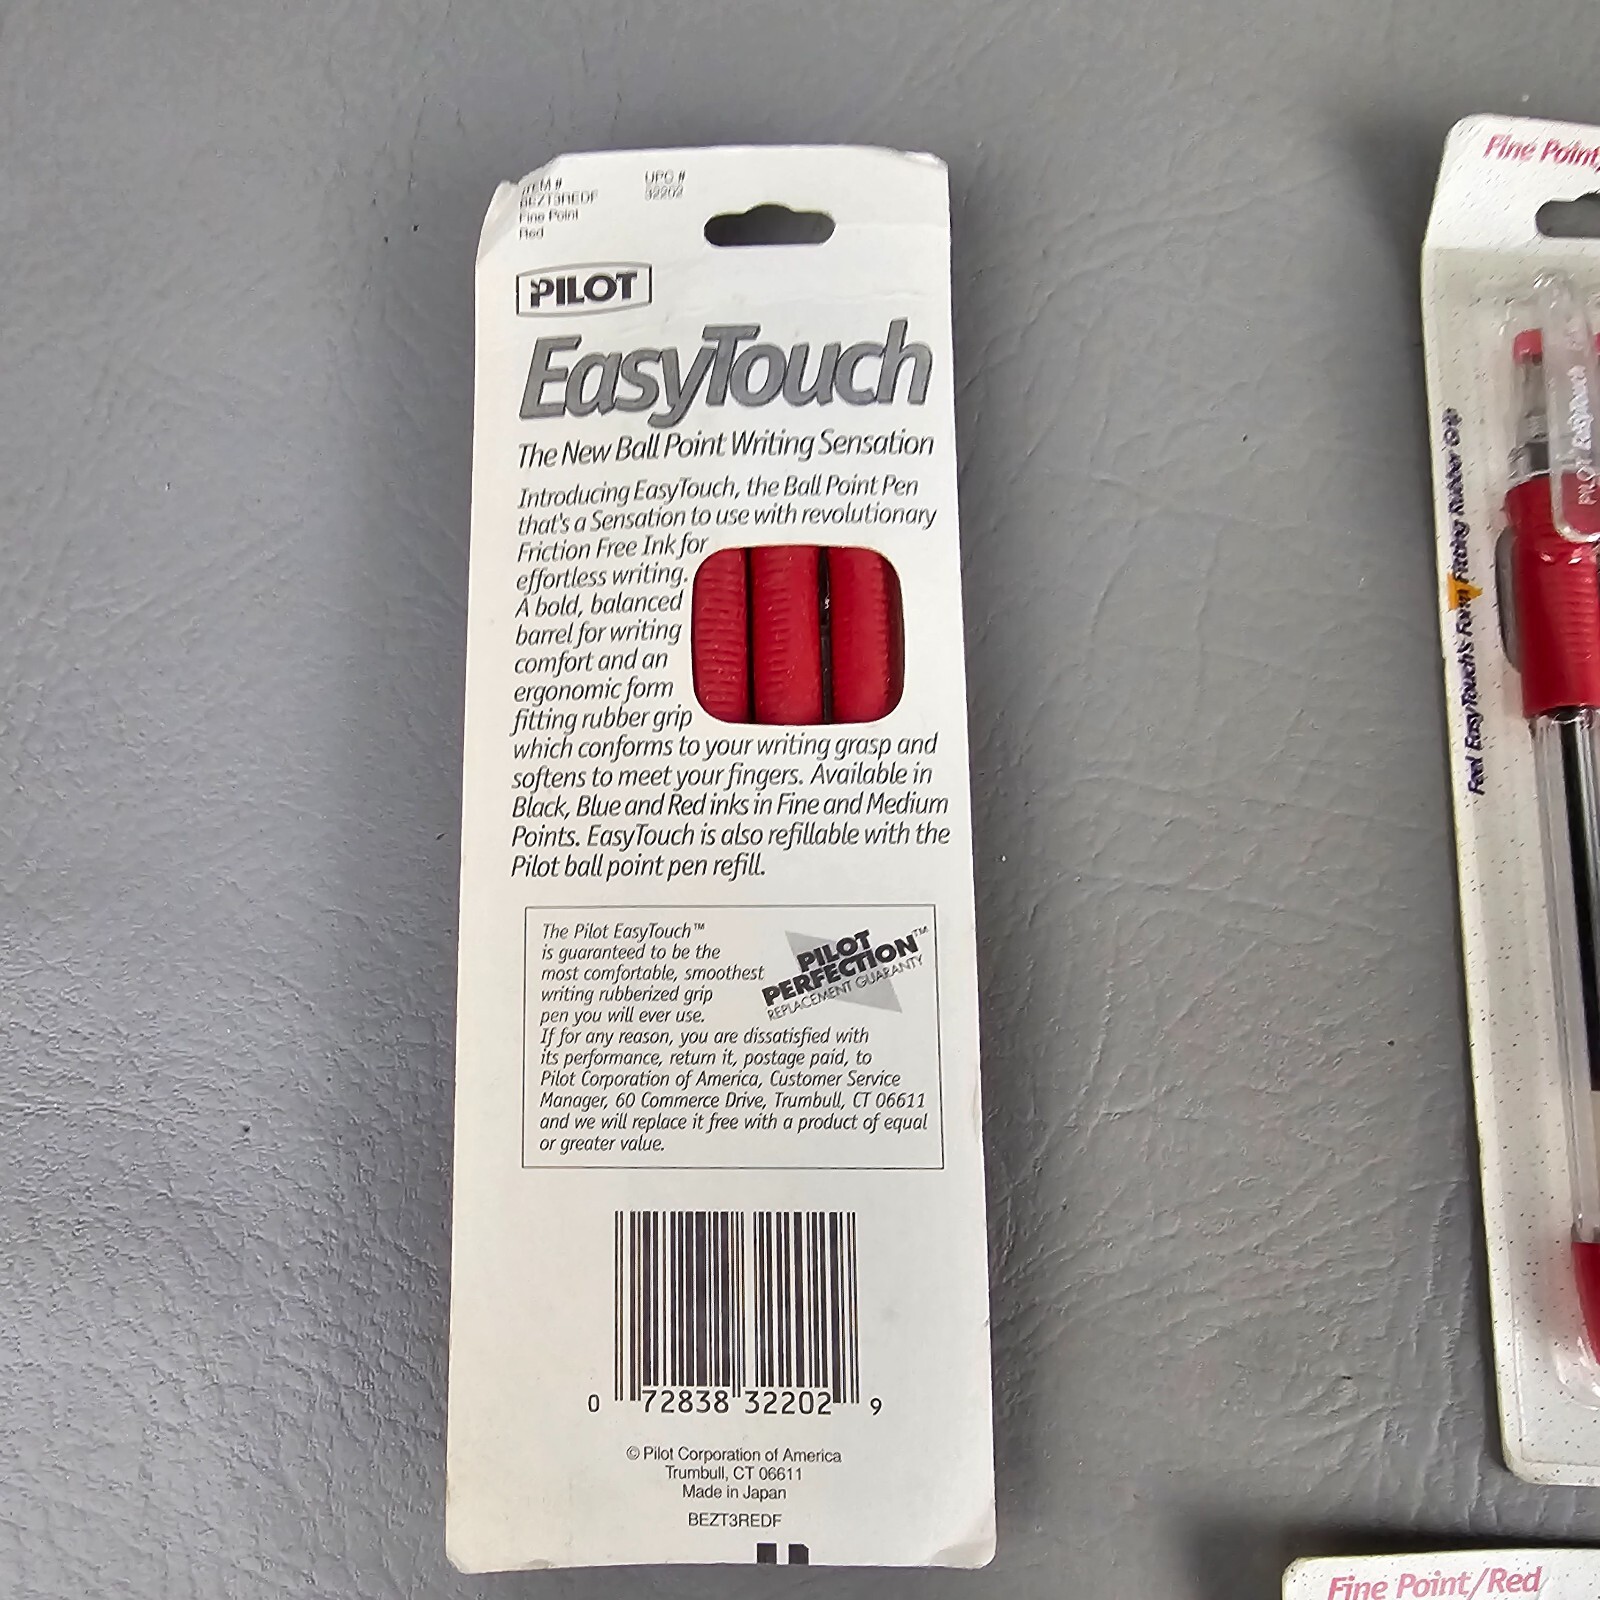 ITEM # UPC #
BEZT3REDF 32202
Fine Point
Red
PILOT
EasyTouch
The New Ball Point Writing Sensation
Introducing EasyTouch, the Ball Point Pen
that's a Sensation to use with revolutionary
Friction Free Ink for
effortless writing.
A bold, balanced
barrel for writing
comfort and an
ergonomic form
fitting rubber grip
which conforms to your writing grasp and
softens to meet your fingers. Available in
Black, Blue and Red inks in Fine and Medium
Points. EasyTouch is also refillable with the
Pilot ball point pen refill.
The Pilot EasyTouch™
is guaranteed to be the
most comfortable, smoothest
writing rubberized grip
pen you will ever use.
If for any reason, you are dissatisfied with
its performance, return it, postage paid, to
Pilot Corporation of America, Customer Service
Manager, 60 Commerce Drive, Trumbull, CT 06611
and we will replace it free with a product of equal
or greater value.
PILOT
PERFECTION™
REPLACEMENT GUARANTY
0 72838 32202 9
© Pilot Corporation of America
Trumbull, CT 06611
Made in Japan
BEZT3REDF
Fine Point
Feel EasyTouch's Form Fitting Rubber Grip
PILOT EasyTouch
Fine Point/Red